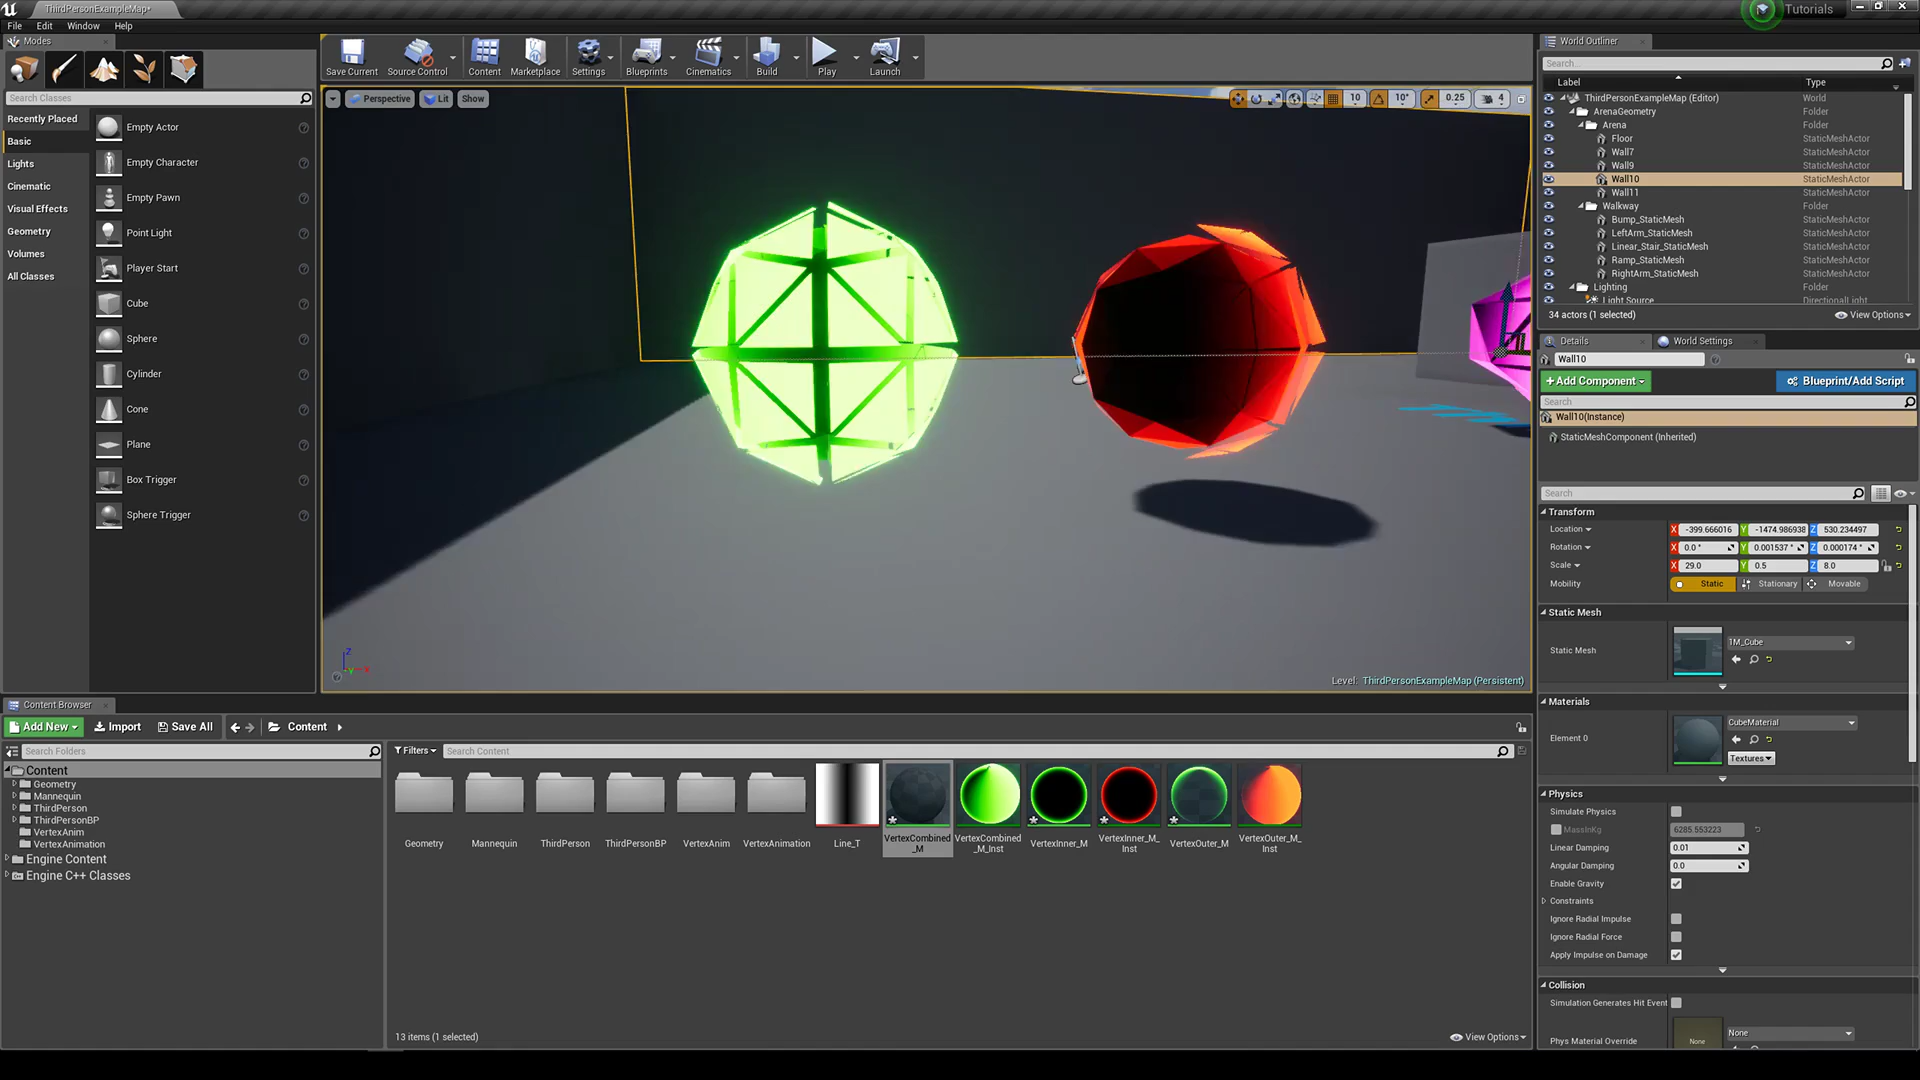 ThirdPersonExampleMap*
Tutorials
File Edit Window Help
Modes
Search Classes
Recently Placed
Basic
Lights
Cinematic
Visual Effects
Geometry
Volumes
All Classes
Empty Actor
Empty Character
Empty Pawn
Point Light
Player Start
Cube
Sphere
Cylinder
Cone
Plane
Box Trigger
Sphere Trigger
Save Current Source Control Content Marketplace Settings Blueprints Cinematics Build Play Launch
Perspective Lit Show
10 10° 0.25 4
Z
X
Level: ThirdPersonExampleMap (Persistent)
World Outliner
Search...
Label Type
ThirdPersonExampleMap (Editor) World
ArenaGeometry Folder
Arena Folder
Floor StaticMeshActor
Wall7 StaticMeshActor
Wall9 StaticMeshActor
Wall10 StaticMeshActor
Wall11 StaticMeshActor
Walkway Folder
Bump_StaticMesh StaticMeshActor
LeftArm_StaticMesh StaticMeshActor
Linear_Stair_StaticMesh StaticMeshActor
Ramp_StaticMesh StaticMeshActor
RightArm_StaticMesh StaticMeshActor
Lighting Folder
Light Source DirectionalLight
34 actors (1 selected) View Options
Details World Settings
Wall10
+Add Component Blueprint/Add Script
Search
Wall10(Instance)
StaticMeshComponent (Inherited)
Search
Transform
Location X -399.666016 Y -1474.986938 Z 530.234497
Rotation X 0.0° Y 0.001537° Z 0.000174°
Scale X 29.0 Y 0.5 Z 8.0
Mobility Static Stationary Movable
Static Mesh
Static Mesh 1M_Cube
Materials
Element 0 CubeMaterial
Textures
Physics
Simulate Physics
MassInKg 6285.553223
Linear Damping 0.01
Angular Damping 0.0
Enable Gravity
Constraints
Ignore Radial Impulse
Ignore Radial Force
Apply Impulse on Damage
Collision
Simulation Generates Hit Event
Phys Material Override None None
Content Browser
Add New Import Save All Content
Search Folders
Content
Geometry
Mannequin
ThirdPerson
ThirdPersonBP
VertexAnim
VertexAnimation
Engine Content
Engine C++ Classes
Filters Search Content
Geometry
Mannequin
ThirdPerson
ThirdPersonBP
VertexAnim
VertexAnimation
Line_T
VertexCombined
_M
VertexCombined
_M_Inst
VertexInner_M
VertexInner_M_
Inst
VertexOuter_M
VertexOuter_M_
Inst
13 items (1 selected) View Options